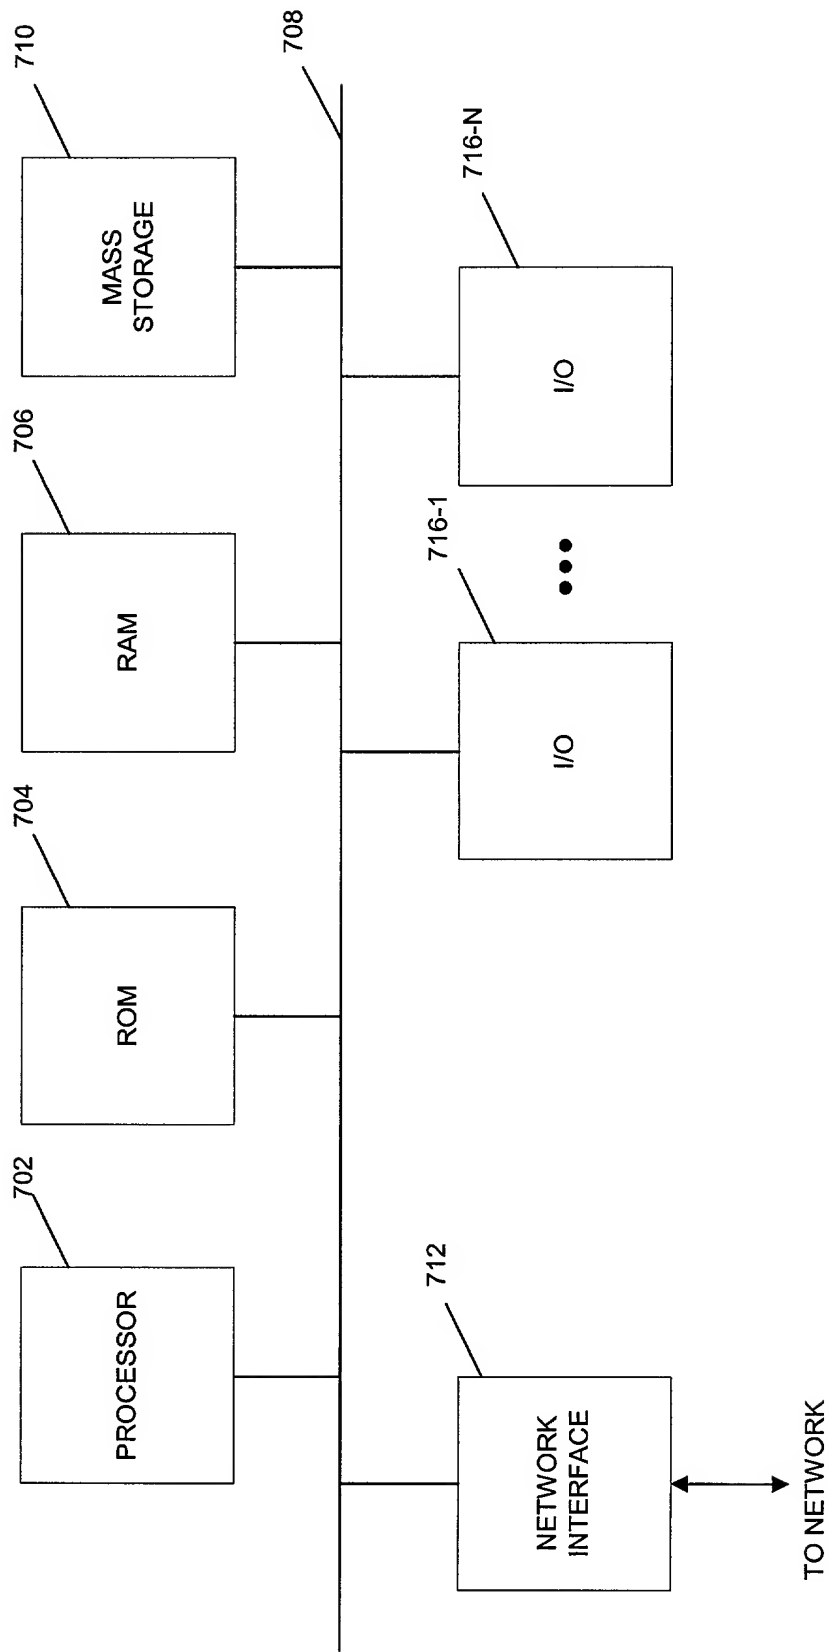 702
704
706
710
PROCESSOR
ROM
RAM
MASS
STORAGE
708
712
716-1
716-N
NETWORK
INTERFACE
I/O
I/O
TO NETWORK